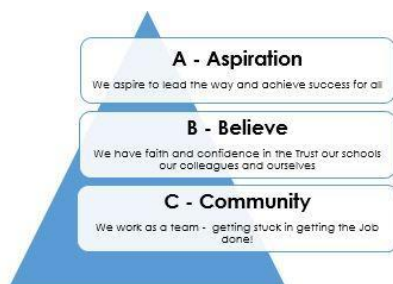 A - Aspiration
We aspire to lead the way and achieve success for all
B - Believe
We have faith and confidence in the Trust our schools
our colleagues and ourselves
C - Community
We work as a team - getting stuck in getting the Job
done!